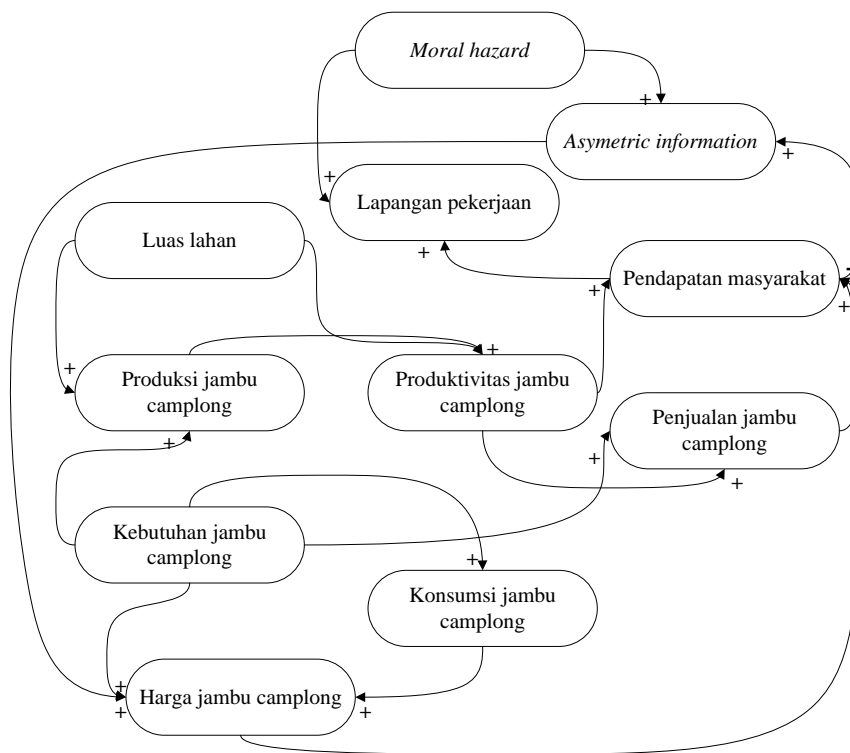 Moral hazard
+
Asymetric information
+
+
Lapangan pekerjaan
Luas lahan
+
-
Pendapatan masyarakat
+
+
+
+
Produksi jambu
camplong
Produktivitas jambu
camplong
Penjualan jambu
camplong
+
+
+
Kebutuhan jambu
camplong
+
Konsumsi jambu
camplong
+
+
Harga jambu camplong
+